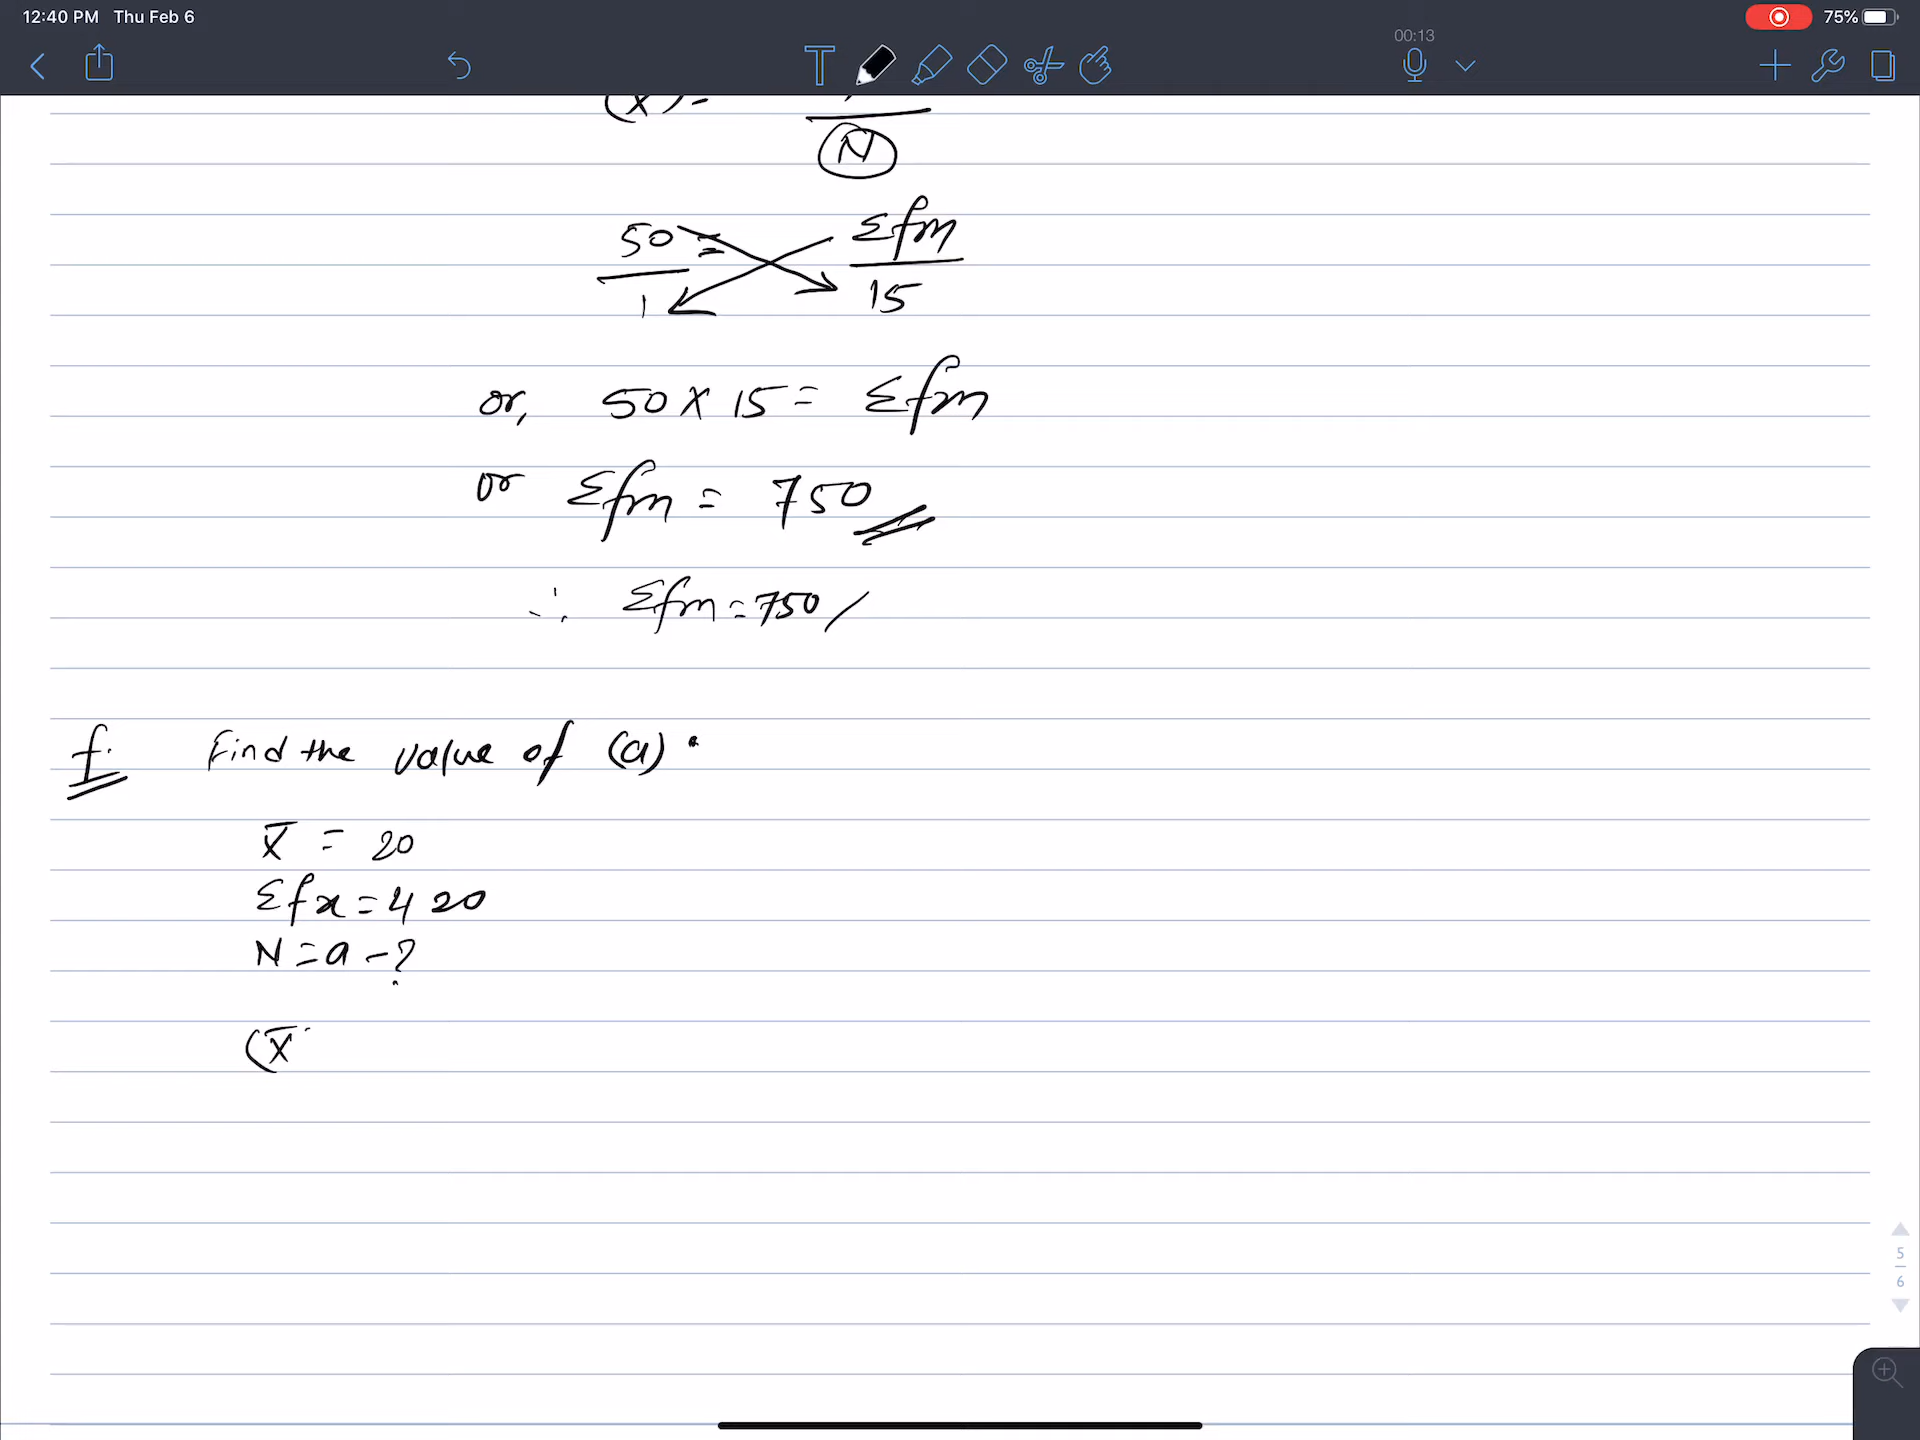 12:40 PM Thu Feb 6
75%
00:13
T
(x̄) =
N
50 = Σfm
1 15
or, 50 × 15 = Σfm
or Σfm = 750
∴ Σfm = 750
f. Find the value of (a).
X̄ = 20
Σfx = 420
N = a - ?
(X̄
5
6